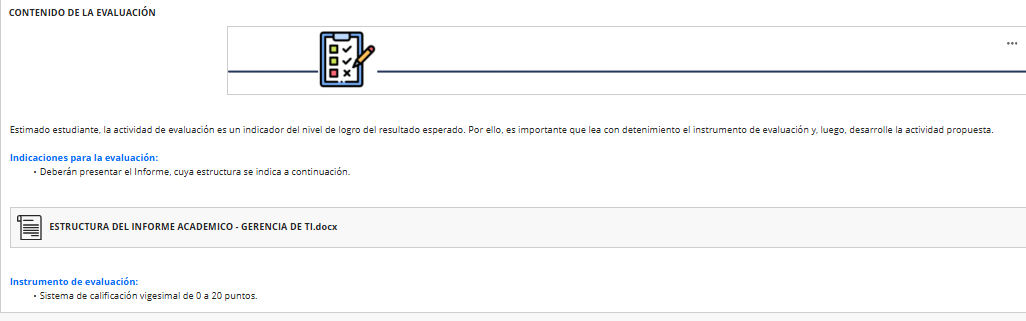 CONTENIDO DE LA EVALUACIÓN
Estimado estudiante, la actividad de evaluación es un indicador del nivel de logro del resultado esperado. Por ello, es importante que lea con detenimiento el instrumento de evaluación y, luego, desarrolle la actividad propuesta.
Indicaciones para la evaluación:
• Deberán presentar el Informe, cuya estructura se indica a continuación.
ESTRUCTURA DEL INFORME ACADEMICO - GERENCIA DE TI.docx
Instrumento de evaluación:
• Sistema de calificación vigesimal de 0 a 20 puntos.